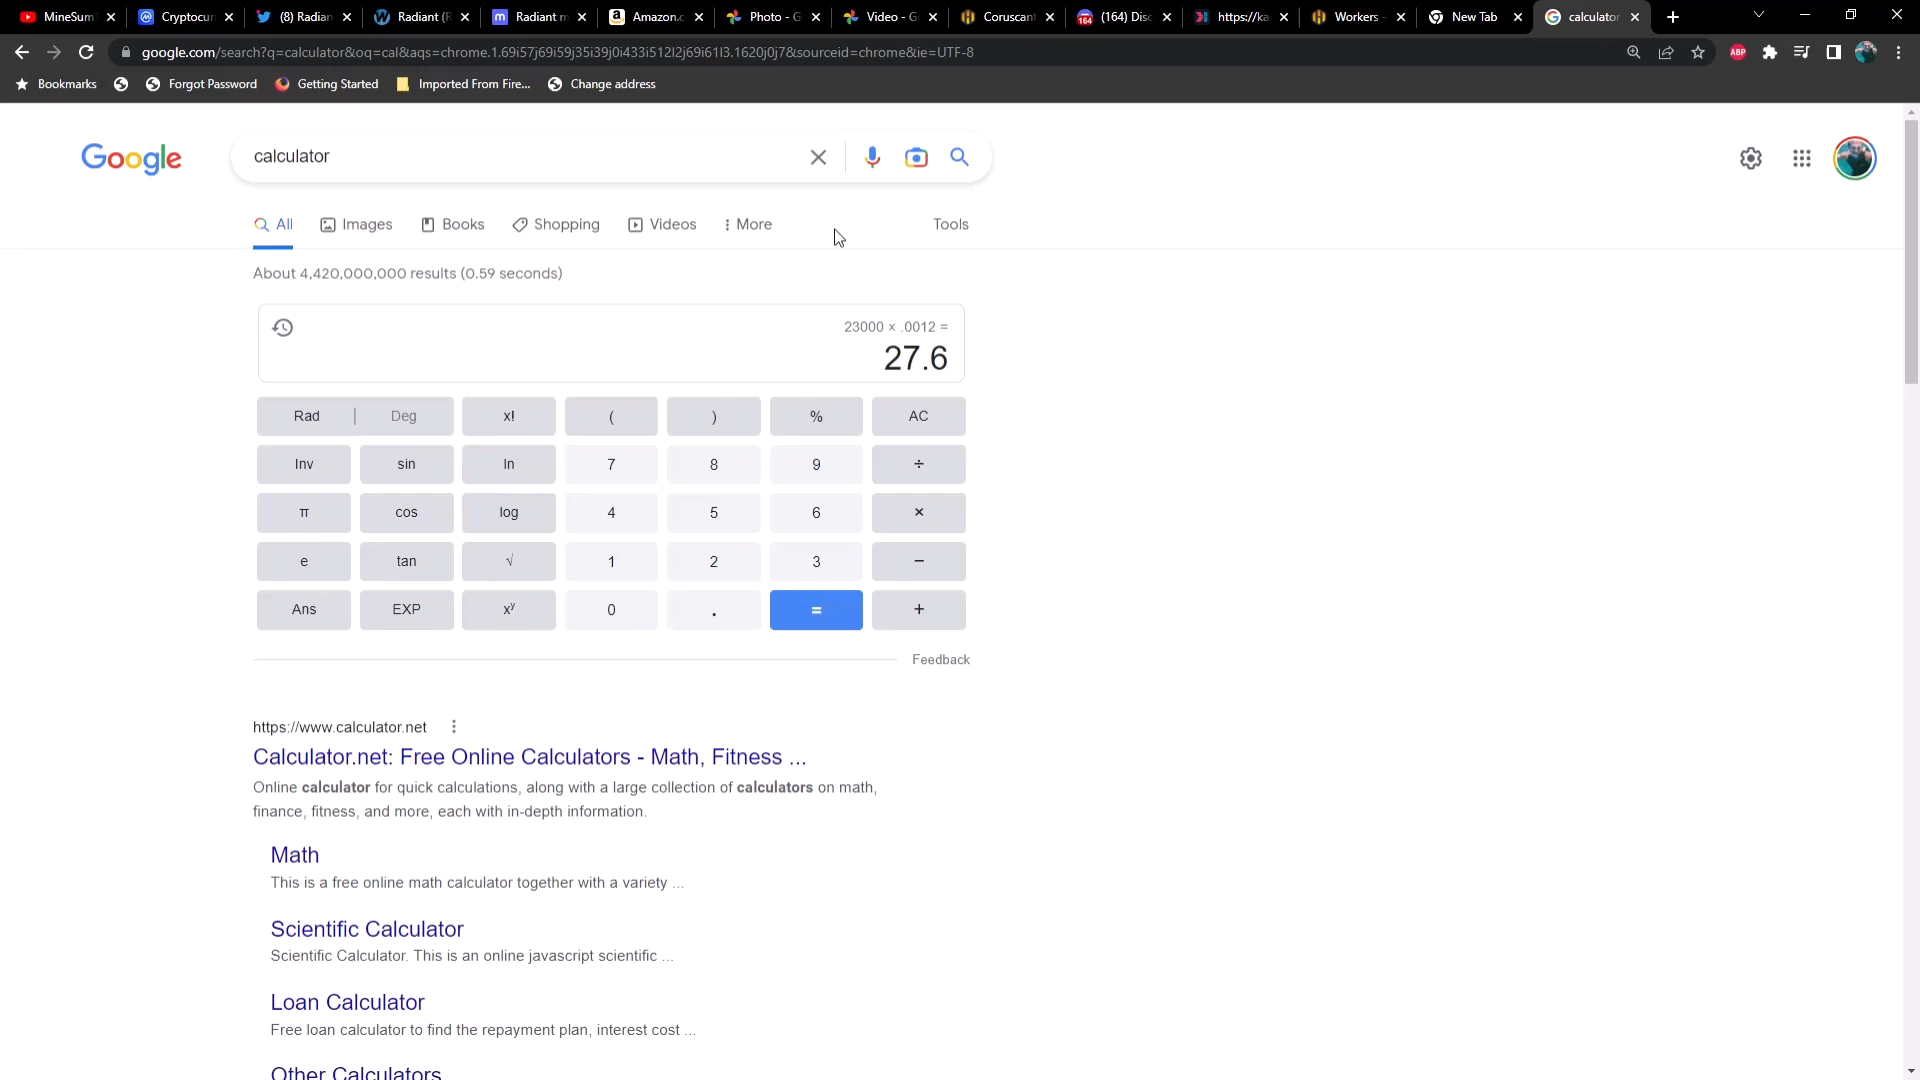 MineSum
Cryptocur
(8) Radian
Radiant (R
Radiant m
Amazon.c
Photo - G
Video - G
Coruscant
(164) Disc
https://ka
Workers -
New Tab
calculator
google.com/search?q=calculator&oq=cal&aqs=chrome.1.69i57j69i59j35i39j0i433i512l2j69i61l3.1620j0j7&sourceid=chrome&ie=UTF-8
ABP
Bookmarks
Forgot Password
Getting Started
Imported From Fire...
Change address
Google
calculator
All
Images
Books
Shopping
Videos
More
Tools
About 4,420,000,000 results (0.59 seconds)
23000 × .0012 =
27.6
Rad | Deg x! ( ) % AC
Inv sin ln 7 8 9 ÷
π cos log 4 5 6 ×
e tan √ 1 2 3 −
Ans EXP xʸ 0 . = +
Feedback
https://www.calculator.net
Calculator.net: Free Online Calculators - Math, Fitness ...
Online calculator for quick calculations, along with a large collection of calculators on math,
finance, fitness, and more, each with in-depth information.
Math
This is a free online math calculator together with a variety ...
Scientific Calculator
Scientific Calculator. This is an online javascript scientific ...
Loan Calculator
Free loan calculator to find the repayment plan, interest cost ...
Other Calculators